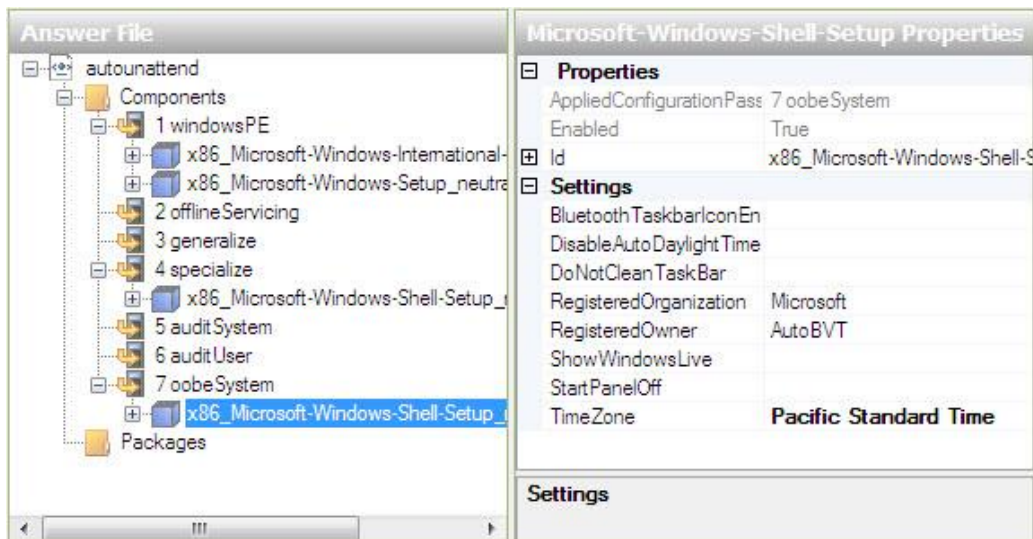 Answer File
autounattend
Components
1 windowsPE
x86_Microsoft-Windows-International-
x86_Microsoft-Windows-Setup_neutra
2 offlineServicing
3 generalize
4 specialize
x86_Microsoft-Windows-Shell-Setup_
5 auditSystem
6 auditUser
7 oobeSystem
x86_Microsoft-Windows-Shell-Setup_
Packages
Microsoft-Windows-Shell-Setup Properties
Properties
AppliedConfigurationPass 7 oobeSystem
Enabled True
Id x86_Microsoft-Windows-Shell-S
Settings
BluetoothTaskbarIconEn
DisableAutoDaylightTime
DoNotCleanTaskBar
RegisteredOrganization Microsoft
RegisteredOwner AutoBVT
ShowWindowsLive
StartPanelOff
TimeZone Pacific Standard Time
Settings